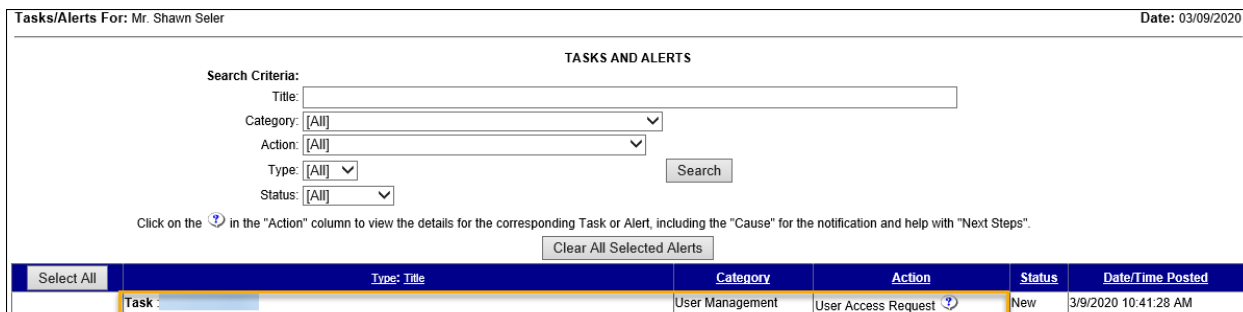 Tasks/Alerts For: Mr. Shawn Seler Date: 03/09/2020
TASKS AND ALERTS
Search Criteria:
Title:
Category: [All]
Action: [All]
Type: [All] Search
Status: [All]
Click on the ? in the "Action" column to view the details for the corresponding Task or Alert, including the "Cause" for the notification and help with "Next Steps".
Clear All Selected Alerts
Select All Type: Title Category Action Status Date/Time Posted
Task : User Management User Access Request ? New 3/9/2020 10:41:28 AM